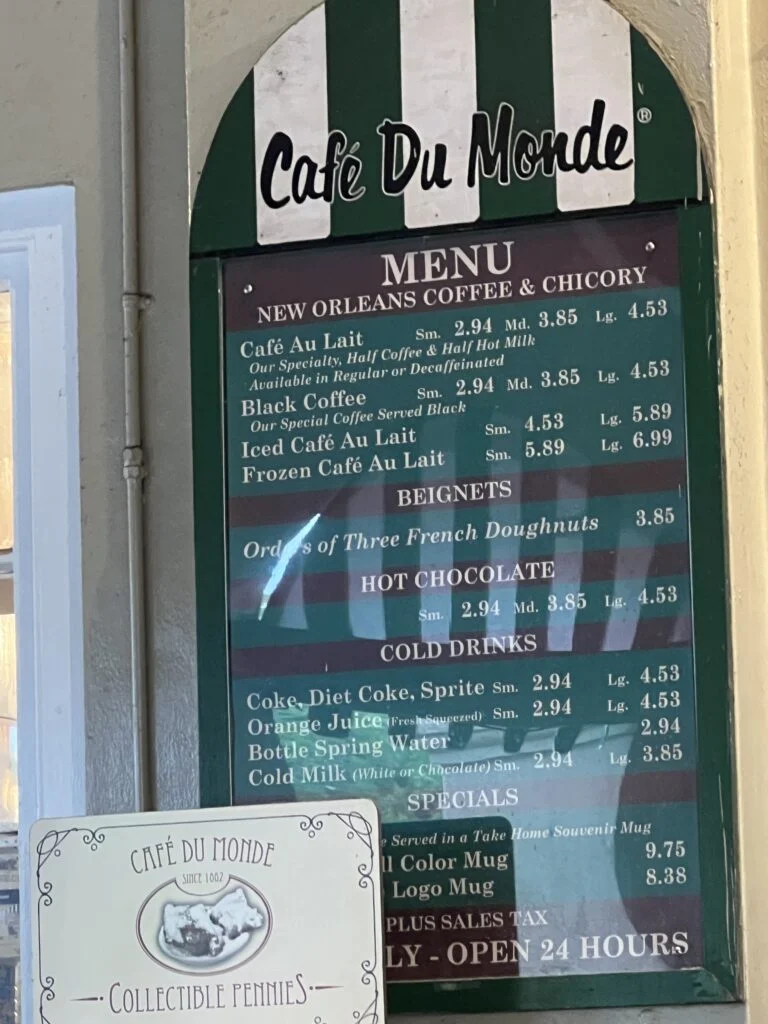 Café Du Monde®
MENU
NEW ORLEANS COFFEE & CHICORY
Café Au Lait Sm. 2.94 Md. 3.85 Lg. 4.53
Our Specialty, Half Coffee & Half Hot Milk
Available in Regular or Decaffeinated
Black Coffee Sm. 2.94 Md. 3.85 Lg. 4.53
Our Special Coffee Served Black
Iced Café Au Lait Sm. 4.53 Lg. 5.89
Frozen Café Au Lait Sm. 5.89 Lg. 6.99
BEIGNETS
Orders of Three French Doughnuts 3.85
HOT CHOCOLATE
Sm. 2.94 Md. 3.85 Lg. 4.53
COLD DRINKS
Coke, Diet Coke, Sprite Sm. 2.94 Lg. 4.53
Orange Juice (Fresh Squeezed) Sm. 2.94 Lg. 4.53
Bottle Spring Water 2.94
Cold Milk (White or Chocolate) Sm. 2.94 Lg. 3.85
SPECIALS
Served in a Take Home Souvenir Mug
Color Mug 9.75
Logo Mug 8.38
PLUS SALES TAX
LY - OPEN 24 HOURS
CAFÉ DU MONDE
SINCE 1862
COLLECTIBLE PENNIES